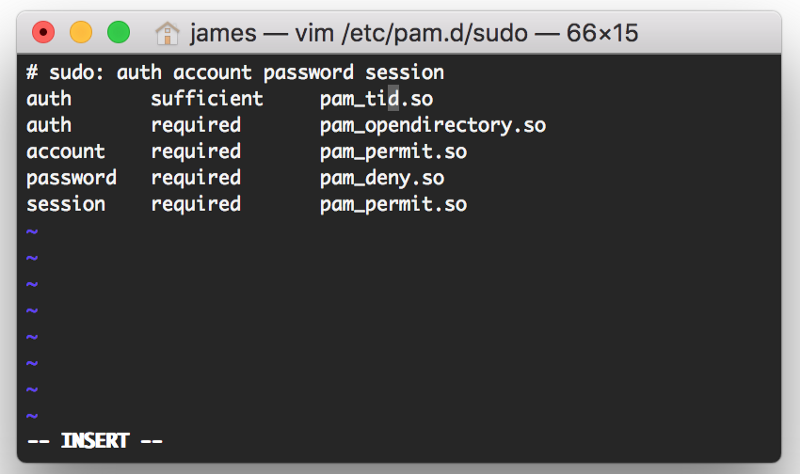 james — vim /etc/pam.d/sudo — 66×15
# sudo: auth account password session
auth       sufficient     pam_tid.so
auth       required       pam_opendirectory.so
account    required       pam_permit.so
password   required       pam_deny.so
session    required       pam_permit.so
~
~
~
~
~
~
~
~
-- INSERT --